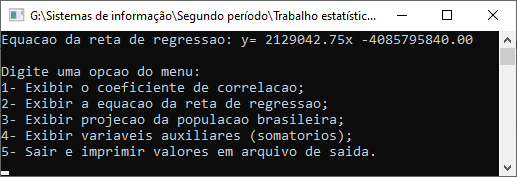 G:\Sistemas de informação\Segundo período\Trabalho estatístic...
Equacao da reta de regressao: y= 2129042.75x -4085795840.00
Digite uma opcao do menu:
1- Exibir o coeficiente de correlacao;
2- Exibir a equacao da reta de regressao;
3- Exibir projecao da populacao brasileira;
4- Exibir variaveis auxiliares (somatorios);
5- Sair e imprimir valores em arquivo de saida.